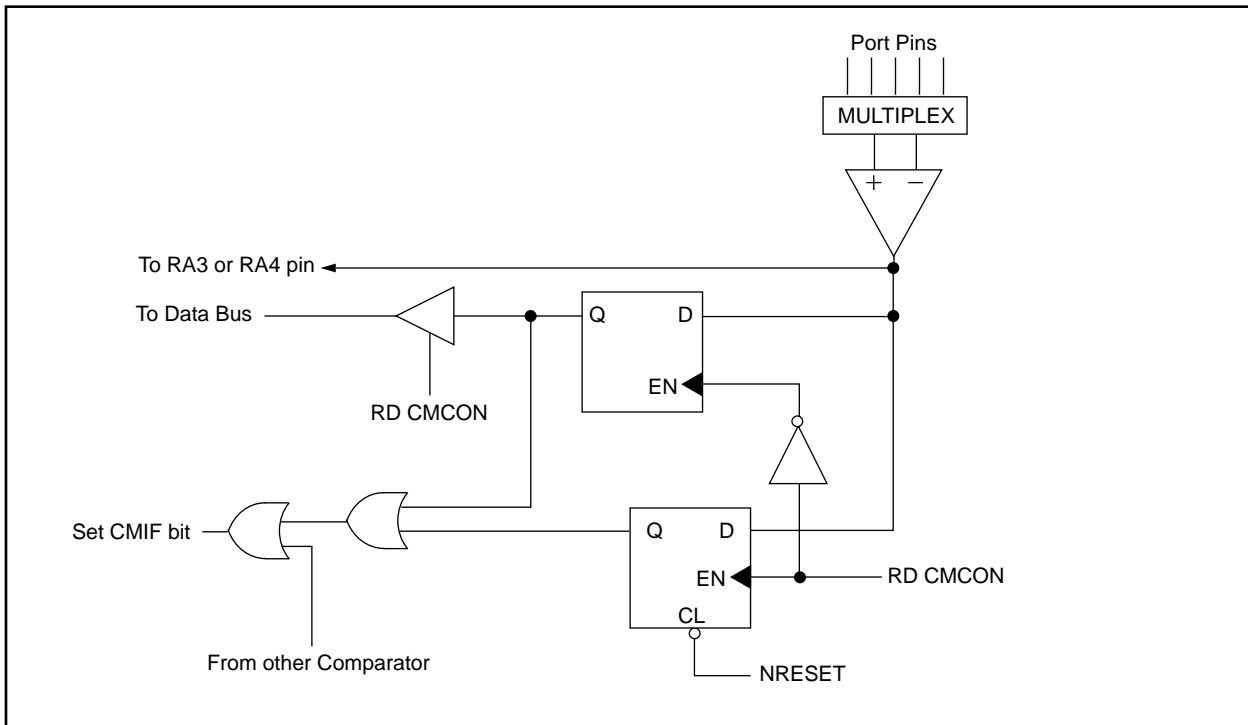 Port Pins
MULTIPLEX
+ −
To RA3 or RA4 pin
To Data Bus
Q D
EN
RD CMCON
Set CMIF bit
Q D
EN
RD CMCON
CL
From other Comparator
NRESET